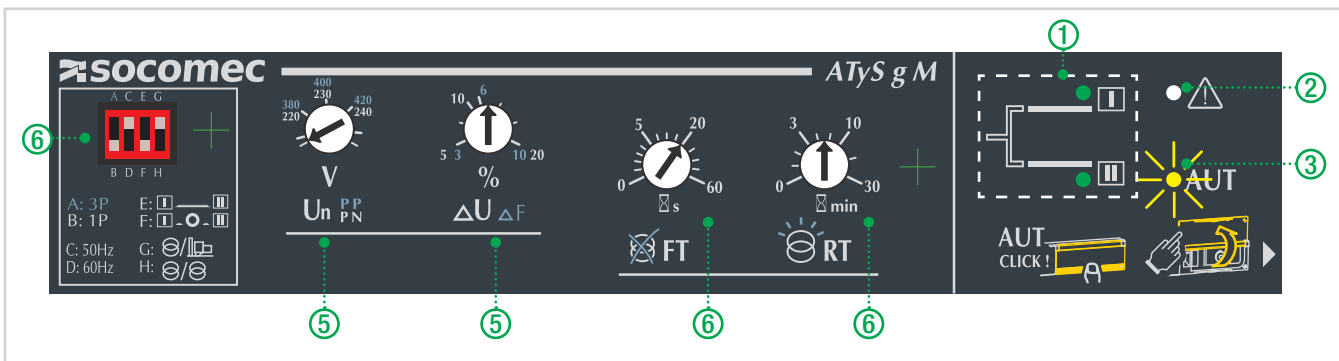 socomec
ATyS g M
A C E G
B D F H
A: 3P
B: 1P
C: 50Hz
D: 60Hz
E: I II
F: I O II
G: /
H: /
380 400 420
220 230 240
V
Un PP PN
10 6
5 3 10 20
%
ΔU ΔF
5 20
0 60
s
FT
3 10
0 30
min
RT
I
II
AUT
AUT
CLICK !
1
2
3
5
5
6
6
6